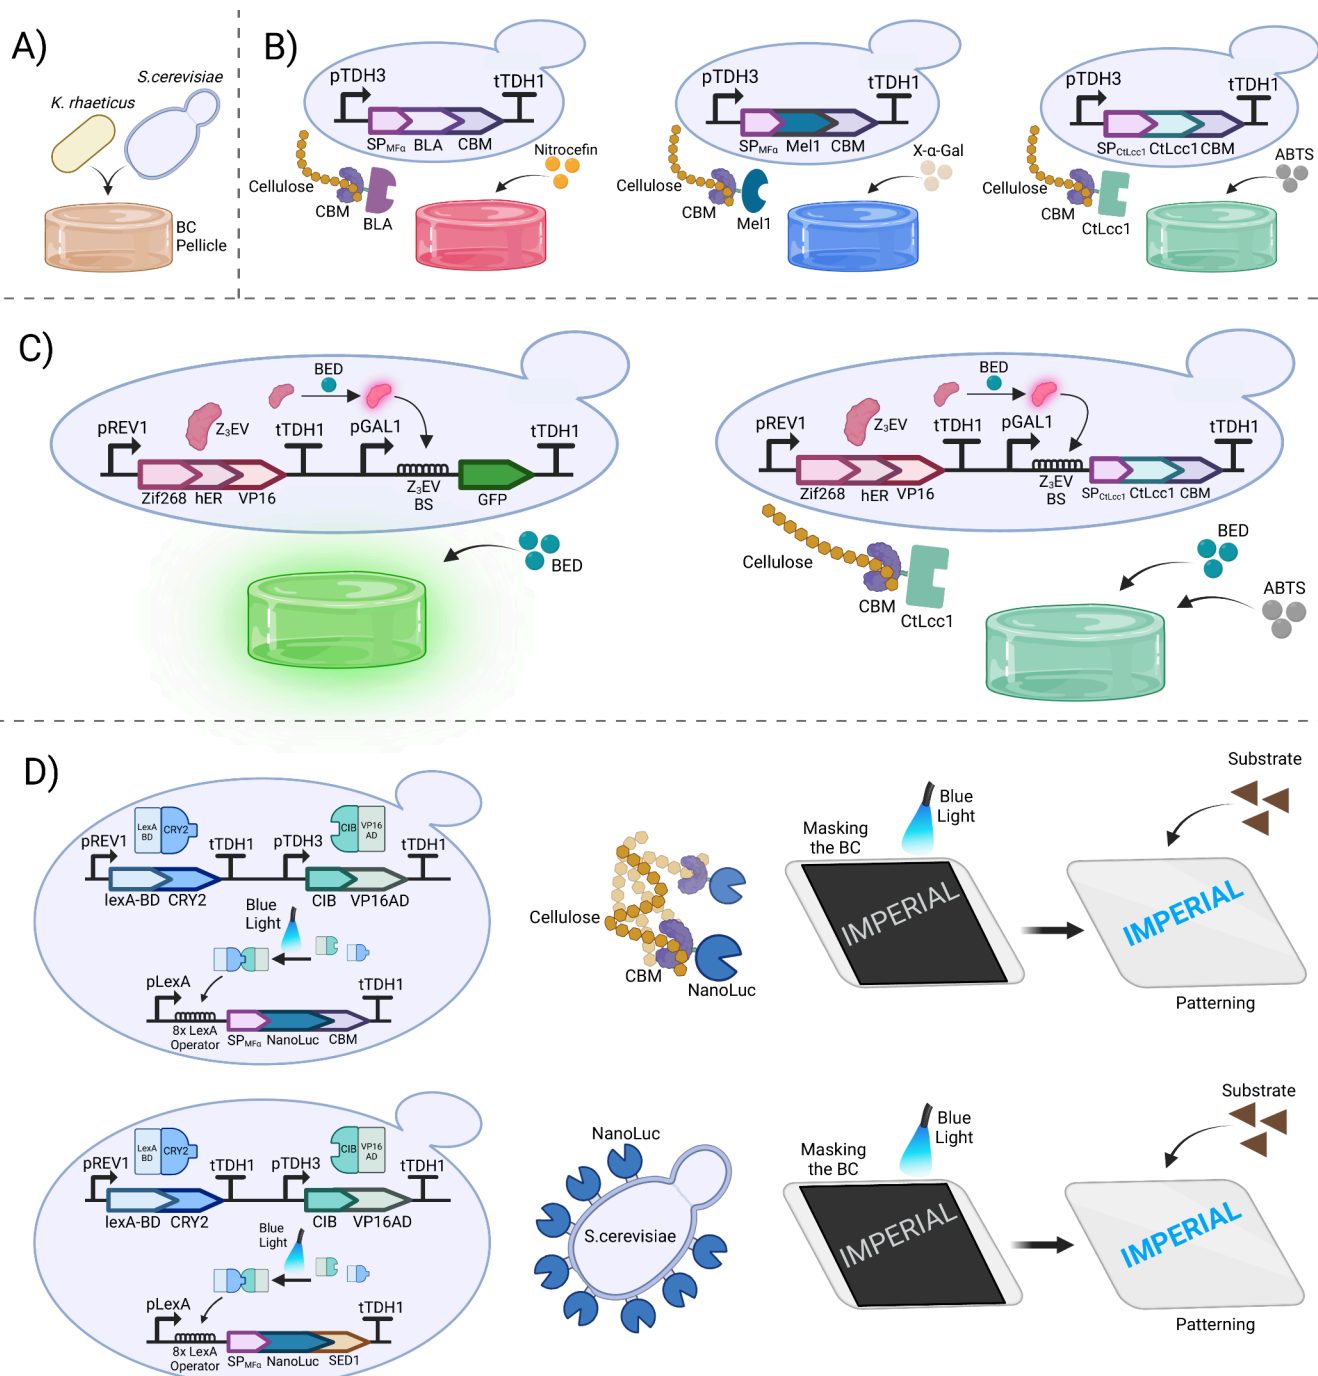 A)
K. rhaeticus
S.cerevisiae
BC
Pellicle
B)
pTDH3
tTDH1
SPMFα BLA CBM
Cellulose
CBM
BLA
Nitrocefin
pTDH3
tTDH1
SPMFα Mel1 CBM
Cellulose
CBM
Mel1
X-α-Gal
pTDH3
tTDH1
SPCtLcc1 CtLcc1 CBM
Cellulose
CBM
CtLcc1
ABTS
C)
BED
pREV1
Z3EV
tTDH1
pGAL1
tTDH1
Zif268 hER VP16
Z3EV
BS
GFP
BED
BED
pREV1
Z3EV
tTDH1
pGAL1
tTDH1
Zif268 hER VP16
Z3EV
BS
SPCtLcc1 CtLcc1 CBM
Cellulose
CBM
CtLcc1
BED
ABTS
D)
LexA
BD
CRY2
CIB
VP16
AD
pREV1
tTDH1
pTDH3
tTDH1
lexA-BD CRY2
CIB VP16AD
Blue
Light
pLexA
tTDH1
8x LexA
Operator
SPMFα NanoLuc CBM
Cellulose
CBM
NanoLuc
Masking
the BC
Blue
Light
IMPERIAL
Substrate
IMPERIAL
Patterning
LexA
BD
CRY2
CIB
VP16
AD
pREV1
tTDH1
pTDH3
tTDH1
lexA-BD CRY2
CIB VP16AD
Blue
Light
pLexA
tTDH1
8x LexA
Operator
SPMFα NanoLuc SED1
NanoLuc
S.cerevisiae
Masking
the BC
Blue
Light
IMPERIAL
Substrate
IMPERIAL
Patterning